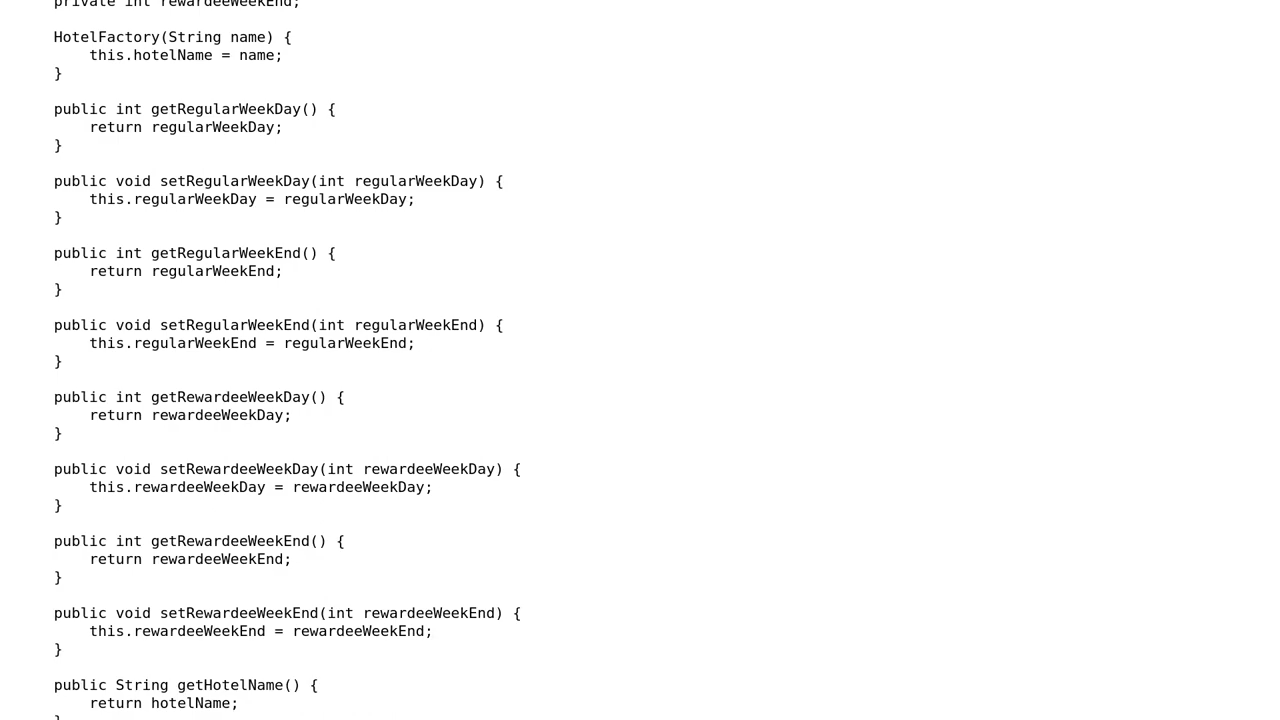 private int rewardeeWeekEnd;
HotelFactory(String name) {
this.hotelName = name;
}
public int getRegularWeekDay() {
return regularWeekDay;
}
public void setRegularWeekDay(int regularWeekDay) {
this.regularWeekDay = regularWeekDay;
}
public int getRegularWeekEnd() {
return regularWeekEnd;
}
public void setRegularWeekEnd(int regularWeekEnd) {
this.regularWeekEnd = regularWeekEnd;
}
public int getRewardeeWeekDay() {
return rewardeeWeekDay;
}
public void setRewardeeWeekDay(int rewardeeWeekDay) {
this.rewardeeWeekDay = rewardeeWeekDay;
}
public int getRewardeeWeekEnd() {
return rewardeeWeekEnd;
}
public void setRewardeeWeekEnd(int rewardeeWeekEnd) {
this.rewardeeWeekEnd = rewardeeWeekEnd;
}
public String getHotelName() {
return hotelName;
}